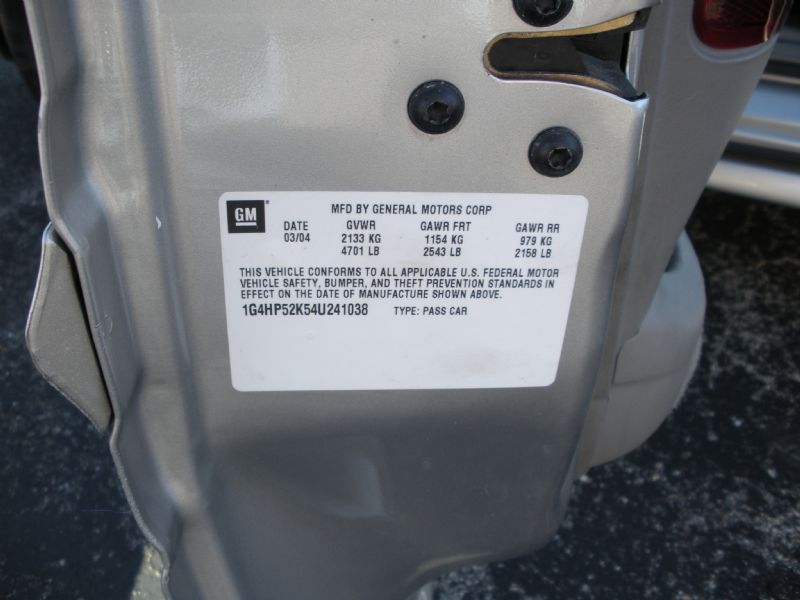 GM MFD BY GENERAL MOTORS CORP
DATE GVWR GAWR FRT GAWR RR
03/04 2133 KG 1154 KG 979 KG
4701 LB 2543 LB 2158 LB
THIS VEHICLE CONFORMS TO ALL APPLICABLE U.S. FEDERAL MOTOR
VEHICLE SAFETY, BUMPER, AND THEFT PREVENTION STANDARDS IN
EFFECT ON THE DATE OF MANUFACTURE SHOWN ABOVE.
1G4HP52K54U241038 TYPE: PASS CAR